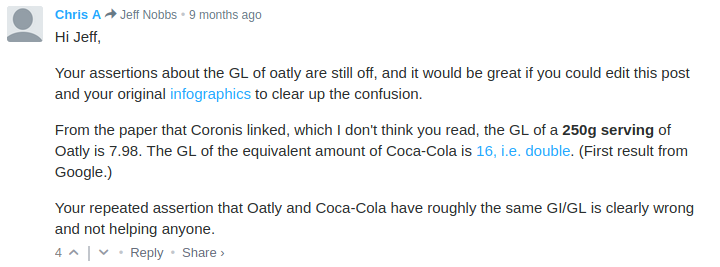 Chris A → Jeff Nobbs • 9 months ago
Hi Jeff,
Your assertions about the GL of oatly are still off, and it would be great if you could edit this post
and your original infographics to clear up the confusion.
From the paper that Coronis linked, which I don't think you read, the GL of a 250g serving of
Oatly is 7.98. The GL of the equivalent amount of Coca-Cola is 16, i.e. double. (First result from
Google.)
Your repeated assertion that Oatly and Coca-Cola have roughly the same GI/GL is clearly wrong
and not helping anyone.
4 | • Reply • Share ›